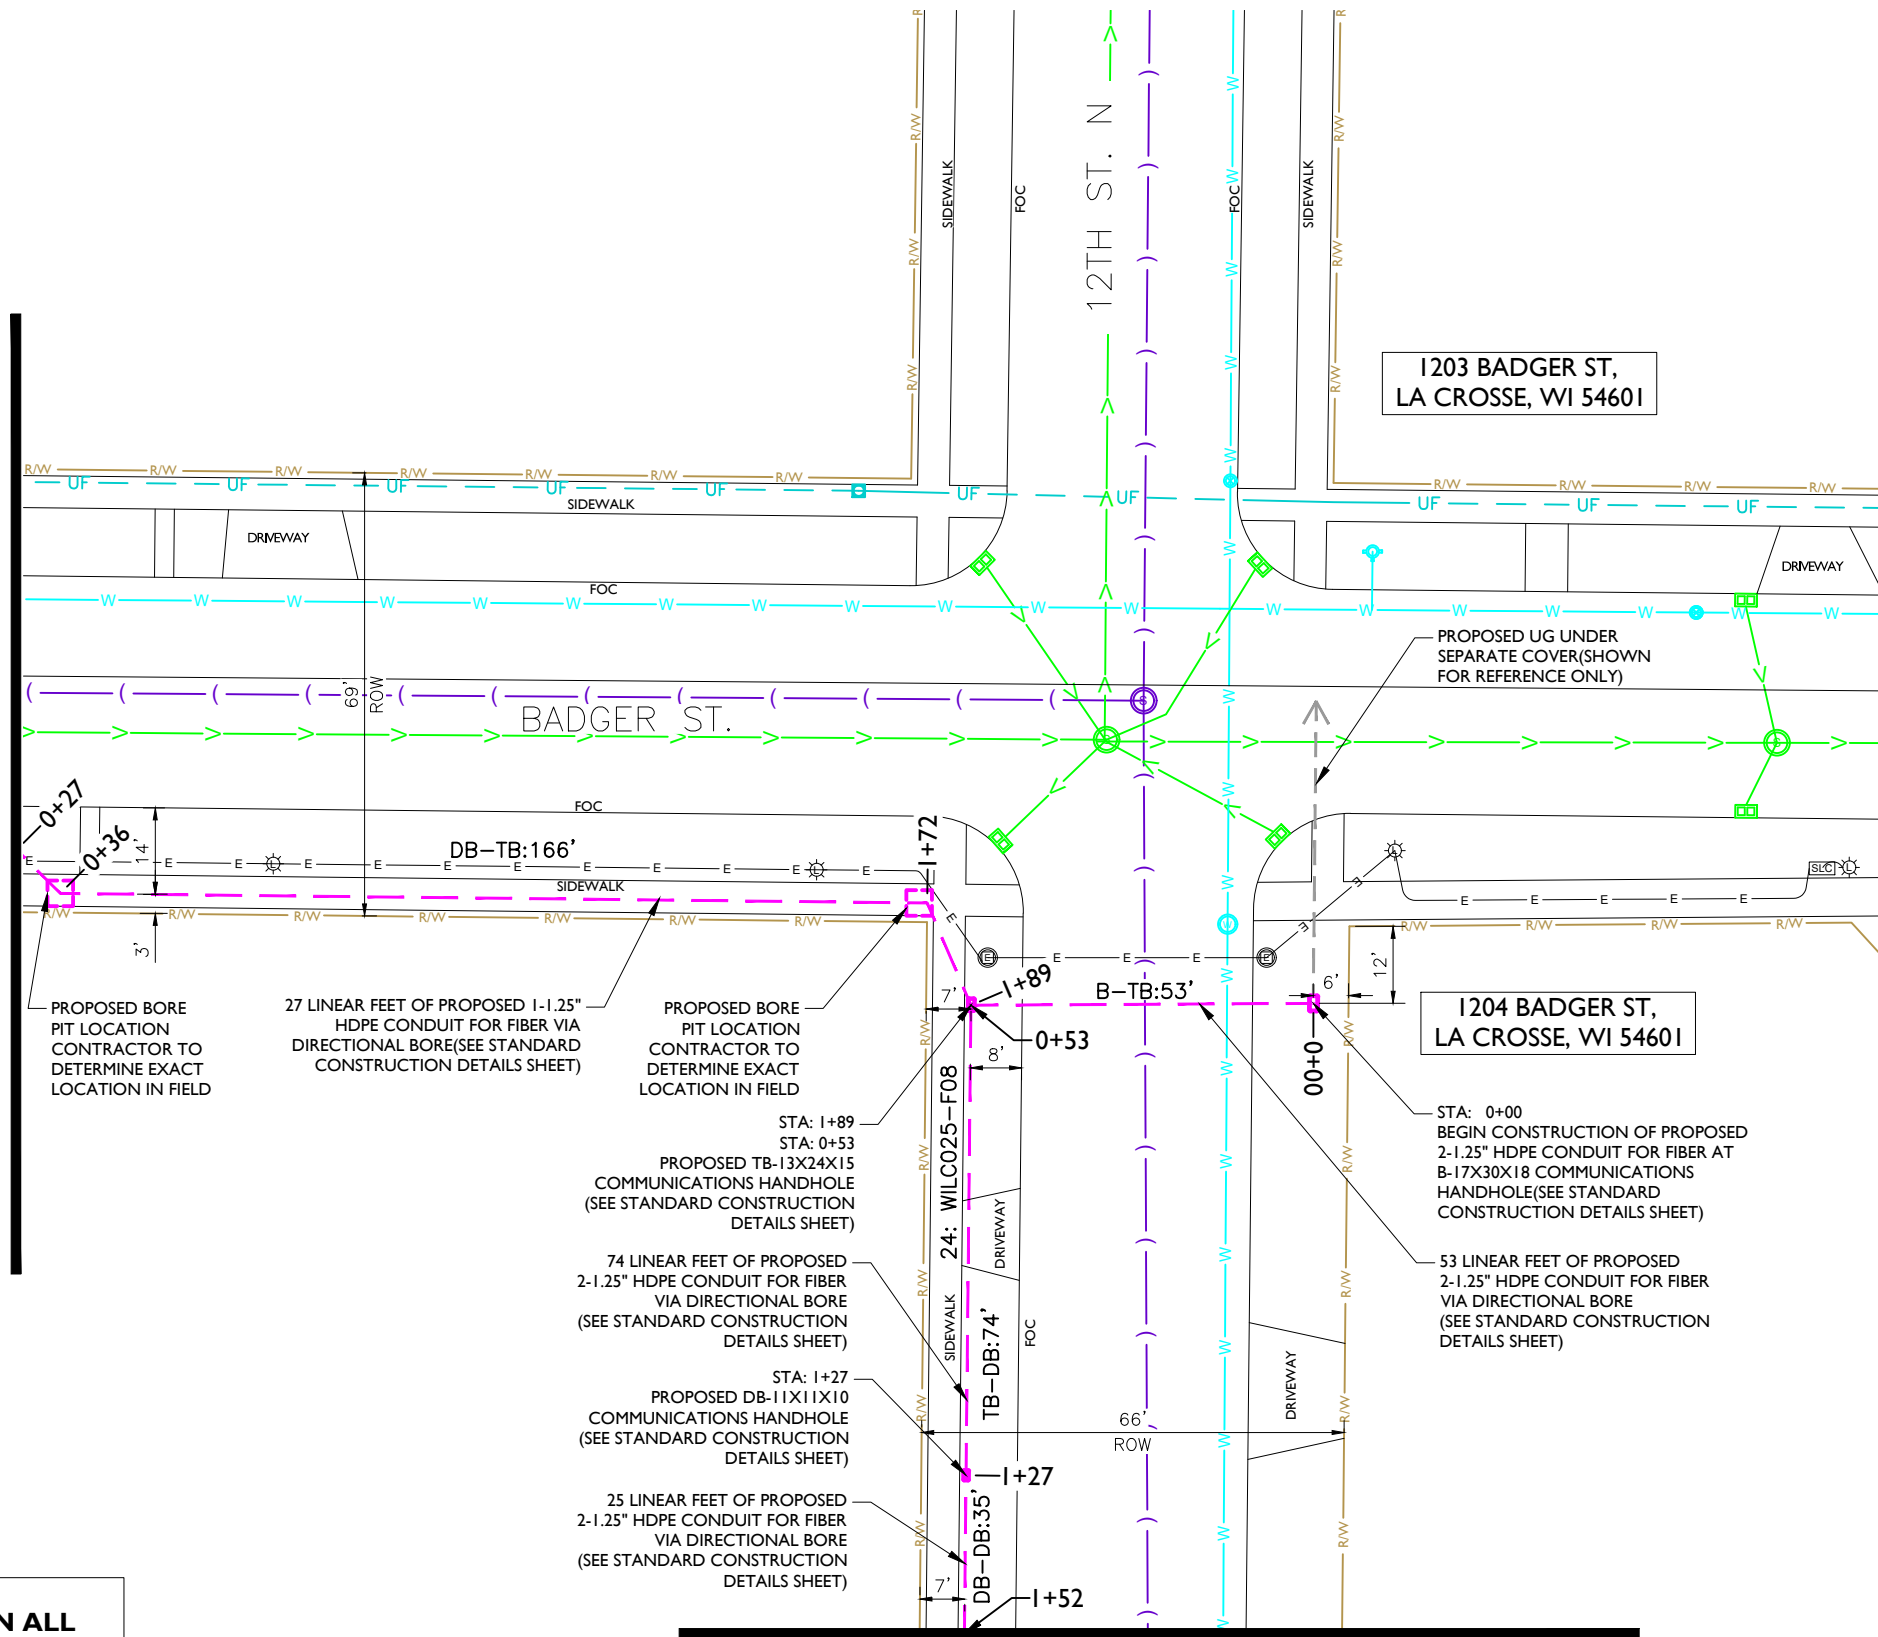 12TH ST. N
SIDEWALK
FOC
FOC
SIDEWALK
1203 BADGER ST,
LA CROSSE, WI 54601
R/W R/W R/W R/W R/W R/W R/W
UF UF UF UF UF UF UF UF UF UF
SIDEWALK
DRIVEWAY
DRIVEWAY
FOC
W W W W W W W W W W W W W W W W W W
PROPOSED UG UNDER
SEPARATE COVER(SHOWN
FOR REFERENCE ONLY)
69'
ROW
BADGER ST.
0+27
0+36
14'
FOC
DB-TB:166'
1+72
E E E E E E E E E E E
SIDEWALK
SLC
R/W R/W R/W R/W R/W R/W R/W
3'
12'
6'
PROPOSED BORE
PIT LOCATION
CONTRACTOR TO
DETERMINE EXACT
LOCATION IN FIELD
27 LINEAR FEET OF PROPOSED 1-1.25"
HDPE CONDUIT FOR FIBER VIA
DIRECTIONAL BORE(SEE STANDARD
CONSTRUCTION DETAILS SHEET)
PROPOSED BORE
PIT LOCATION
CONTRACTOR TO
DETERMINE EXACT
LOCATION IN FIELD
7'
1+89
B-TB:53'
0+53
8'
0+00
1204 BADGER ST,
LA CROSSE, WI 54601
STA: 1+89
STA: 0+53
PROPOSED TB-13X24X15
COMMUNICATIONS HANDHOLE
(SEE STANDARD CONSTRUCTION
DETAILS SHEET)
24: WILC025-F08
STA: 0+00
BEGIN CONSTRUCTION OF PROPOSED
2-1.25" HDPE CONDUIT FOR FIBER AT
B-17X30X18 COMMUNICATIONS
HANDHOLE(SEE STANDARD
CONSTRUCTION DETAILS SHEET)
DRIVEWAY
74 LINEAR FEET OF PROPOSED
2-1.25" HDPE CONDUIT FOR FIBER
VIA DIRECTIONAL BORE
(SEE STANDARD CONSTRUCTION
DETAILS SHEET)
SIDEWALK
TB-DB:74'
FOC
53 LINEAR FEET OF PROPOSED
2-1.25" HDPE CONDUIT FOR FIBER
VIA DIRECTIONAL BORE
(SEE STANDARD CONSTRUCTION
DETAILS SHEET)
DRIVEWAY
STA: 1+27
PROPOSED DB-11X11X10
COMMUNICATIONS HANDHOLE
(SEE STANDARD CONSTRUCTION
DETAILS SHEET)
66'
ROW
1+27
25 LINEAR FEET OF PROPOSED
2-1.25" HDPE CONDUIT FOR FIBER
VIA DIRECTIONAL BORE
(SEE STANDARD CONSTRUCTION
DETAILS SHEET)
DB-DB:35'
7'
1+52
N ALL